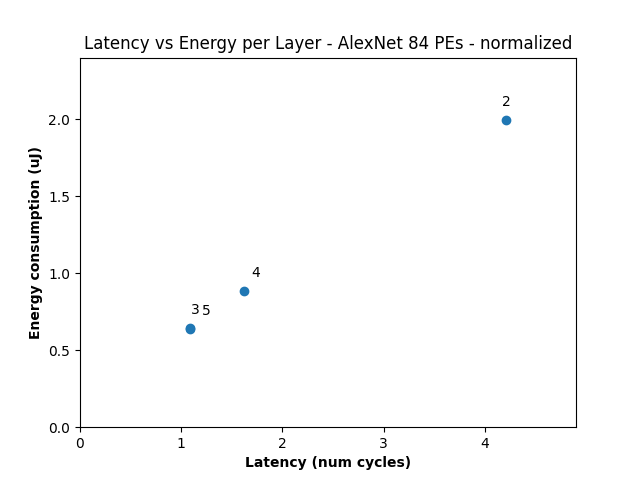 Latency vs Energy per Layer - AlexNet 84 PEs - normalized
2
2.0
1.5
4
1.0
3 5
0.5
0.0
0 1 2 3 4
Energy consumption (uJ)
Latency (num cycles)